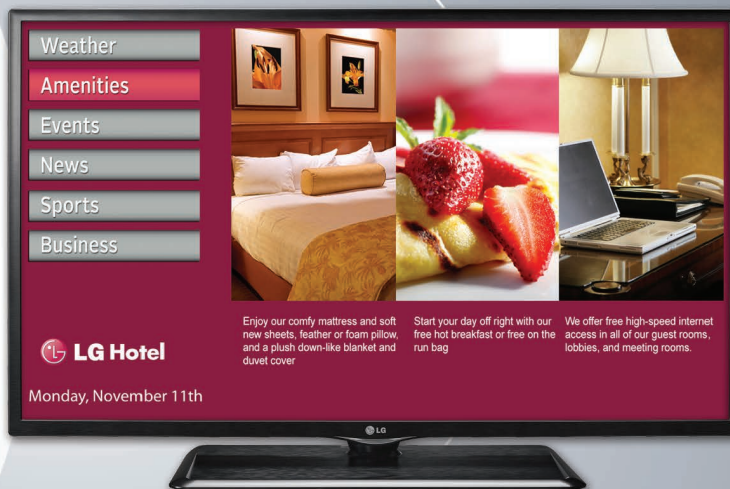 Weather
Amenities
Events
News
Sports
Business
Enjoy our comfy mattress and soft
new sheets, feather or foam pillow,
and a plush down-like blanket and
duvet cover
Start your day off right with our
free hot breakfast or free on the
run bag
We offer free high-speed internet
access in all of our guest rooms,
lobbies, and meeting rooms.
LG Hotel
Monday, November 11th
LG